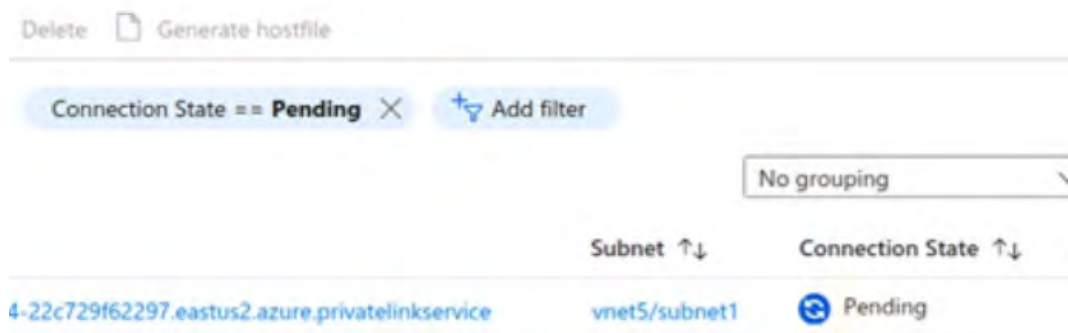 Delete Generate hostfile
Connection State == Pending Add filter
No grouping
Subnet Connection State
4-22c729f62297.eastus2.azure.privatelinkservice vnet5/subnet1 Pending